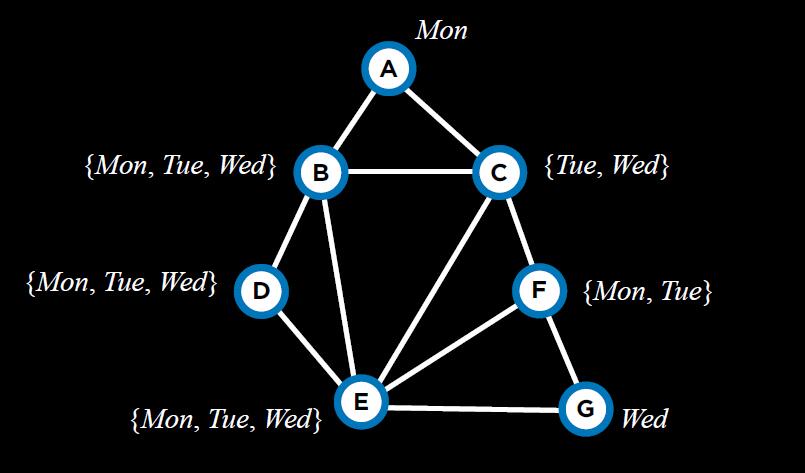 Mon
A
{Mon, Tue, Wed}
B
C
{Tue, Wed}
{Mon, Tue, Wed}
D
F
{Mon, Tue}
{Mon, Tue, Wed}
E
G
Wed